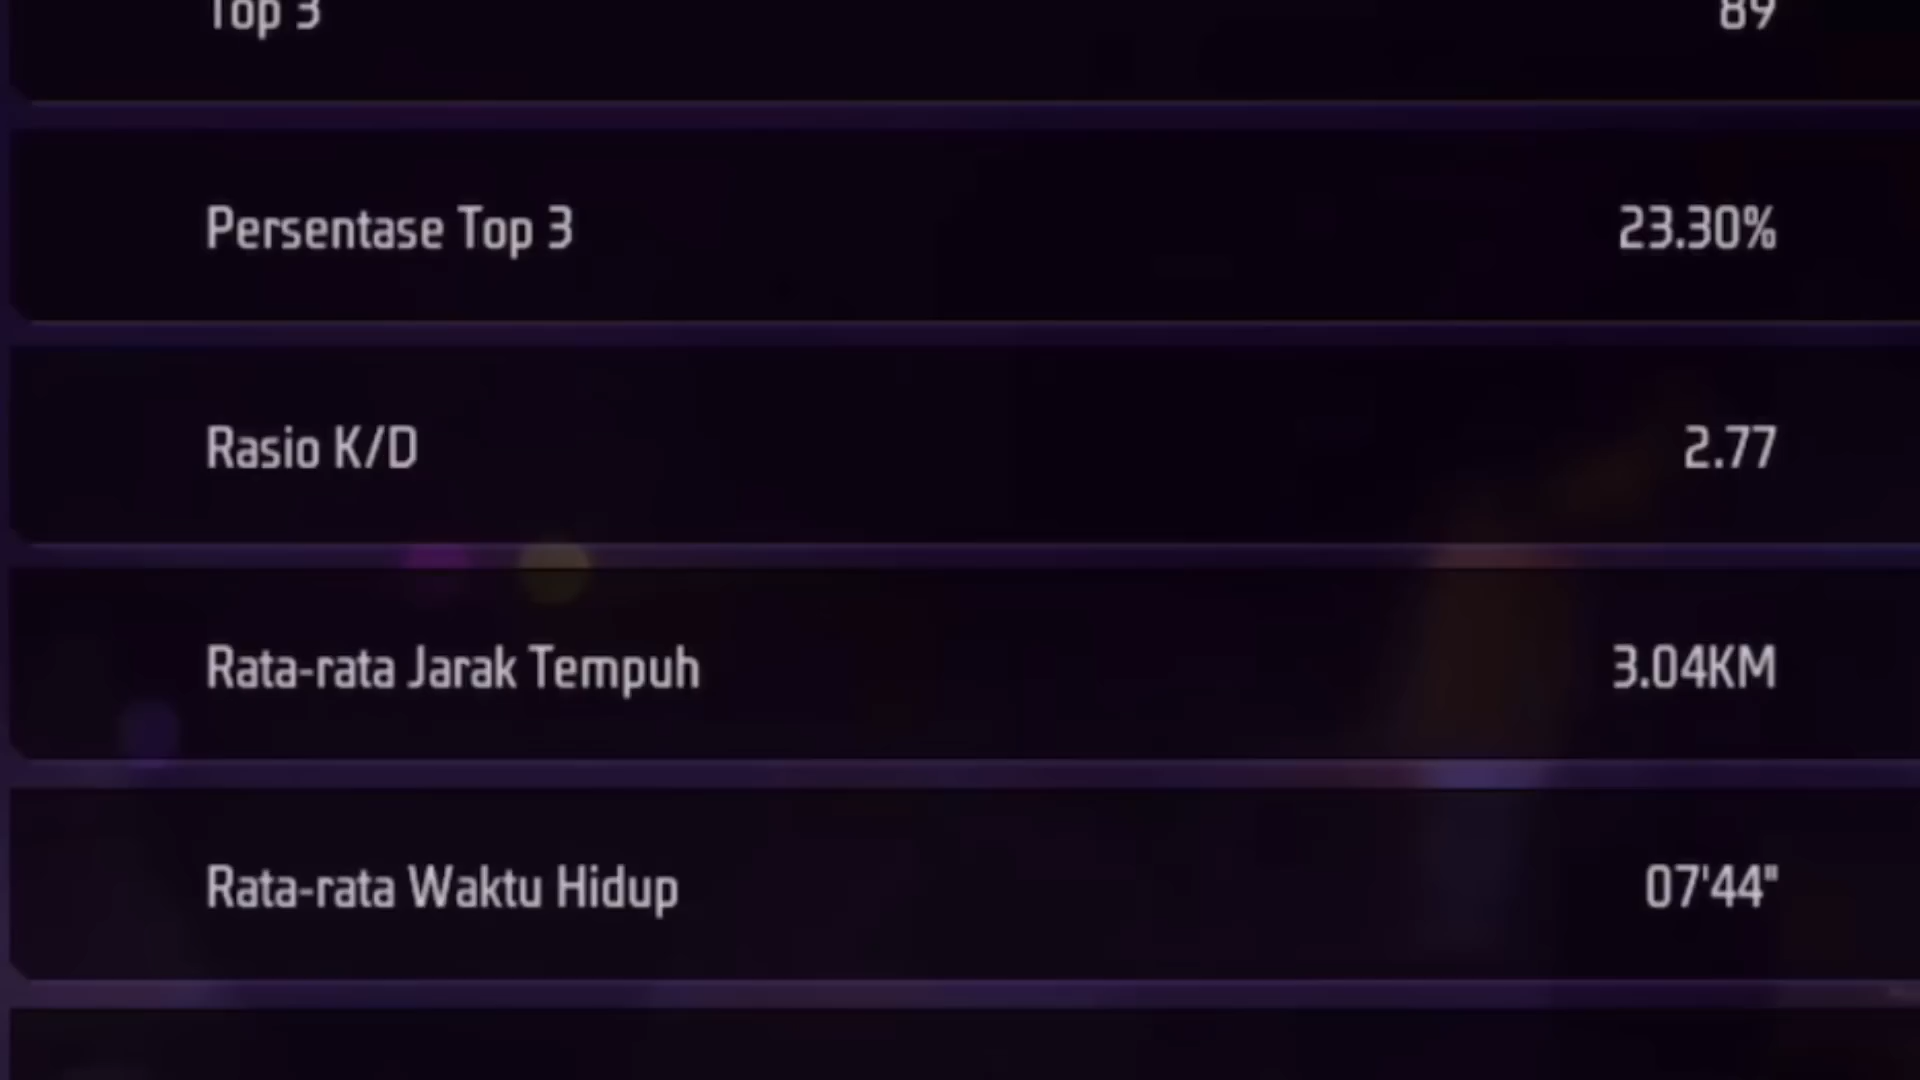 Top 3 89
Persentase Top 3 23.30%
Rasio K/D 2.77
Rata-rata Jarak Tempuh 3.04KM
Rata-rata Waktu Hidup 07'44"